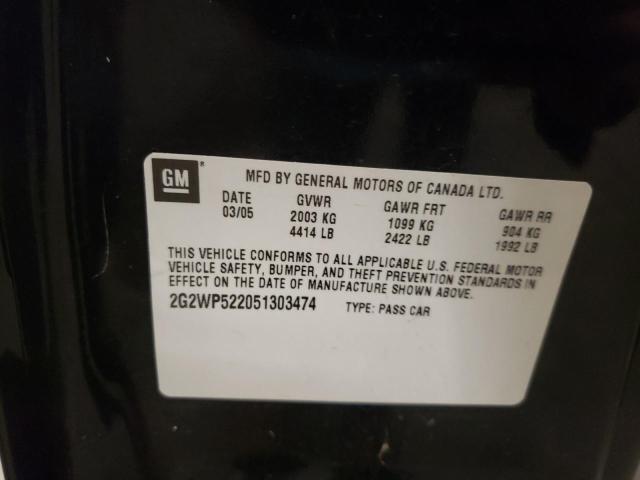 GM ®
MFD BY GENERAL MOTORS OF CANADA LTD.
DATE GVWR GAWR FRT GAWR RR
03/05 2003 KG 1099 KG 904 KG
4414 LB 2422 LB 1992 LB
THIS VEHICLE CONFORMS TO ALL APPLICABLE U.S. FEDERAL MOTOR
VEHICLE SAFETY, BUMPER, AND THEFT PREVENTION STANDARDS IN
EFFECT ON THE DATE OF MANUFACTURE SHOWN ABOVE.
2G2WP522051303474 TYPE: PASS CAR